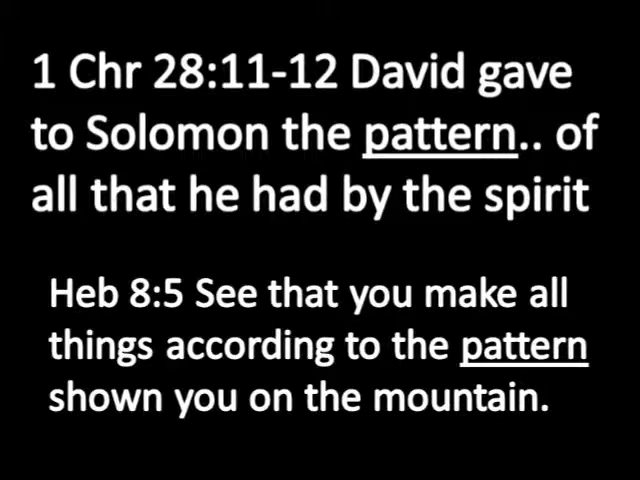 1 Chr 28:11-12 David gave
to Solomon the pattern.. of
all that he had by the spirit
Heb 8:5 See that you make all
things according to the pattern
shown you on the mountain.